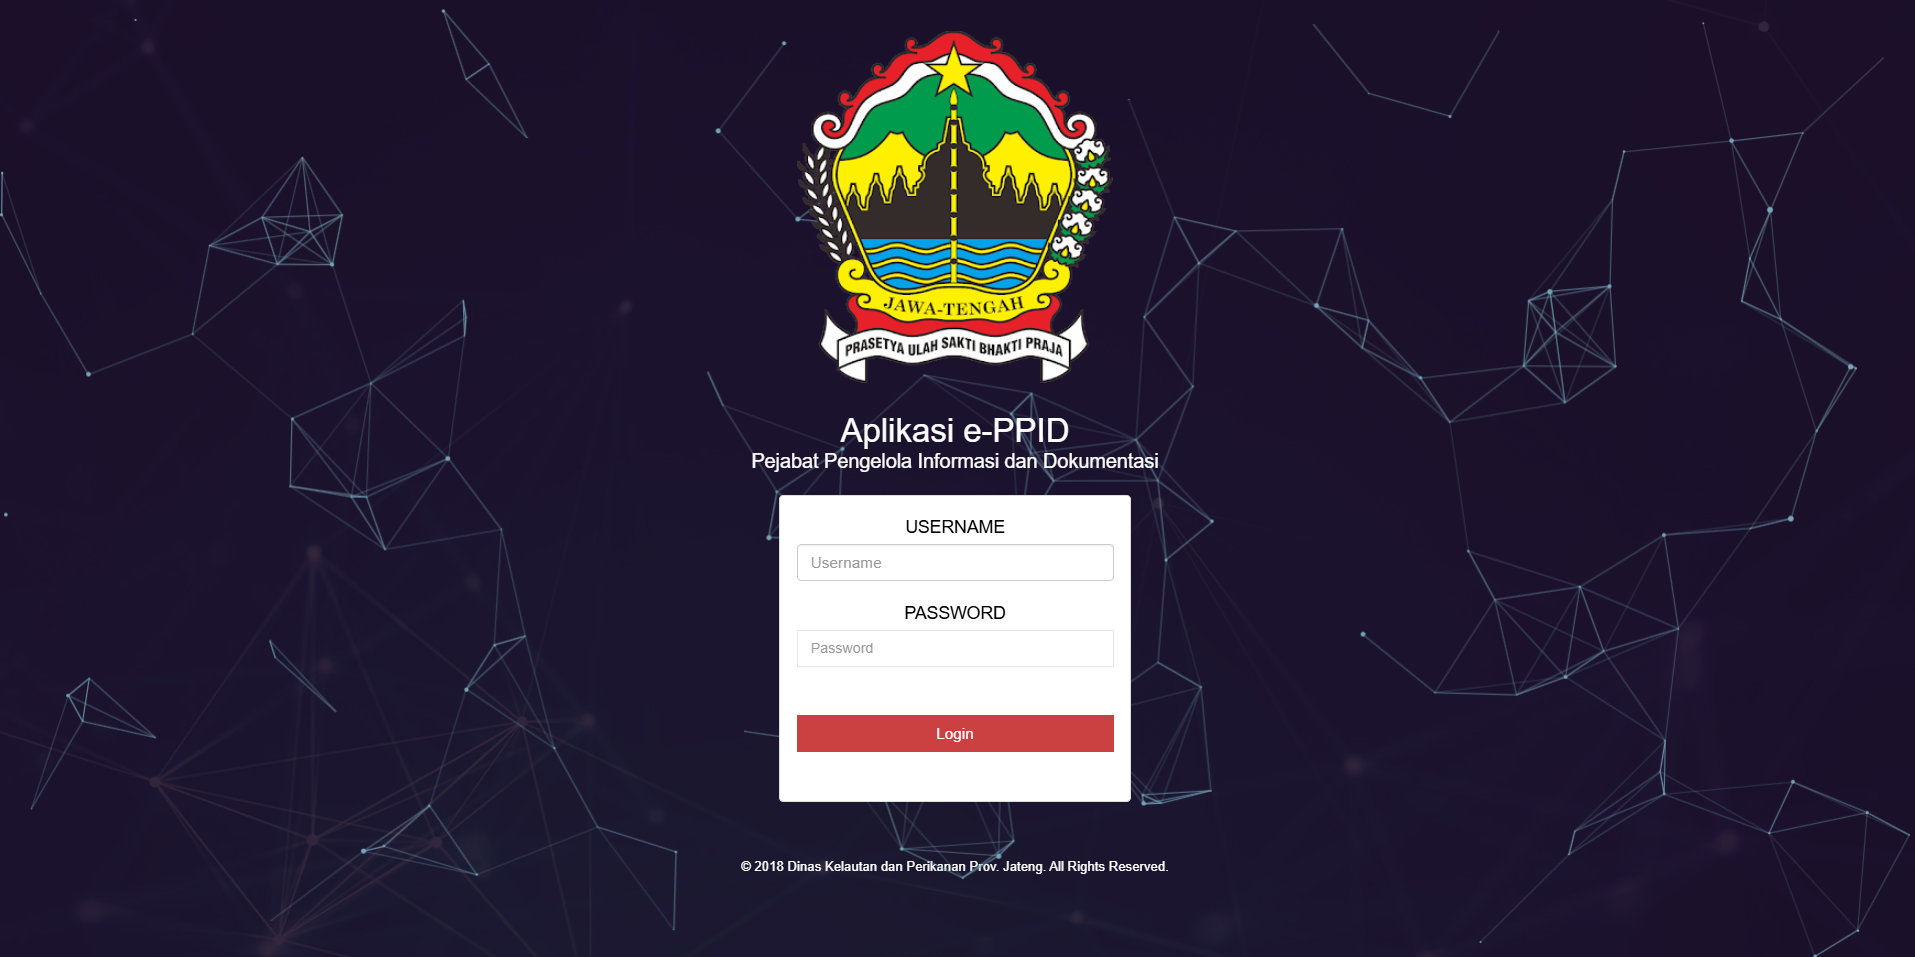 JAWA-TENGAH
PRASETYA ULAH SAKTI BHAKTI PRAJA
Aplikasi e-PPID
Pejabat Pengelola Informasi dan Dokumentasi
USERNAME
Username
PASSWORD
Password
Login
© 2018 Dinas Kelautan dan Perikanan Prov. Jateng. All Rights Reserved.